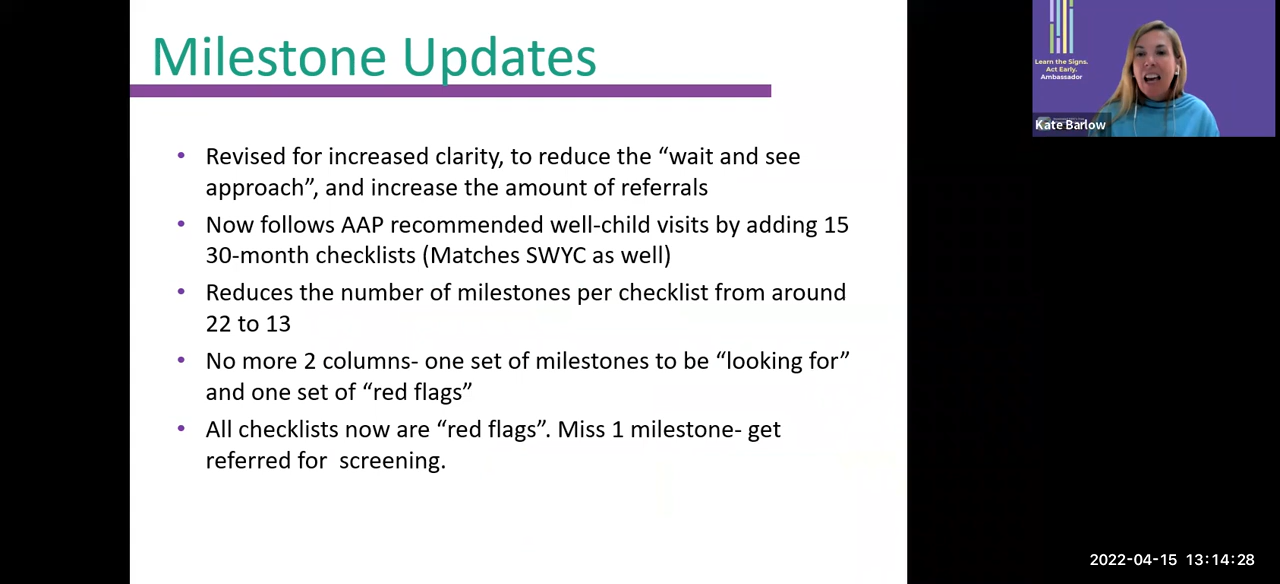 Milestone Updates
• Revised for increased clarity, to reduce the “wait and see
approach”, and increase the amount of referrals
• Now follows AAP recommended well-child visits by adding 15
30-month checklists (Matches SWYC as well)
• Reduces the number of milestones per checklist from around
22 to 13
• No more 2 columns- one set of milestones to be “looking for”
and one set of “red flags”
• All checklists now are “red flags”. Miss 1 milestone- get
referred for  screening.
Learn the Signs.
Act Early.
Ambassador
Kate Barlow
2022-04-15 13:14:28